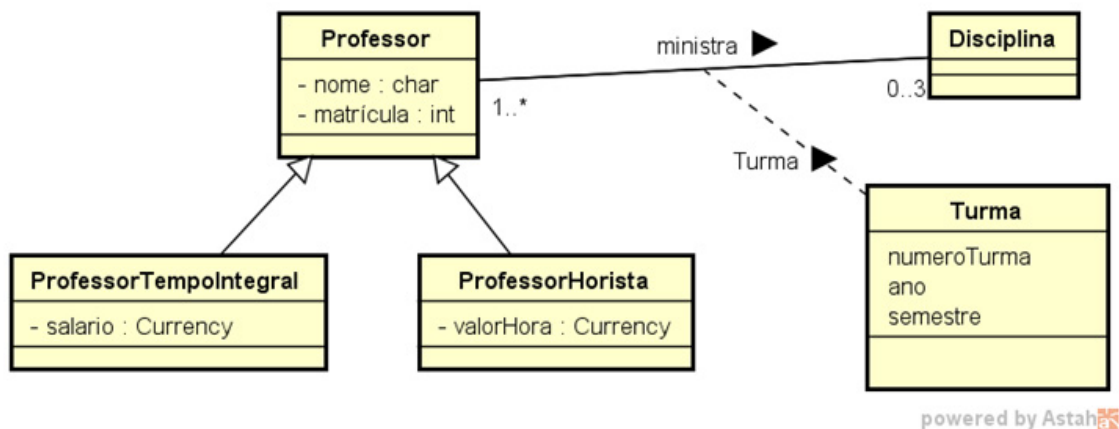 Professor
- nome : char
- matrícula : int
ministra
1..*
0..3
Disciplina
Turma
ProfessorTempoIntegral
- salario : Currency
ProfessorHorista
- valorHora : Currency
Turma
numeroTurma
ano
semestre
powered by Astah